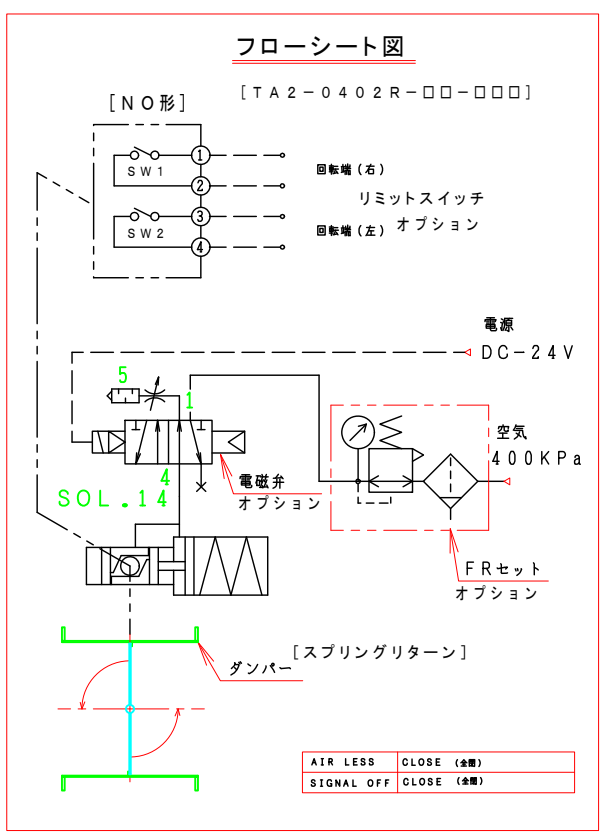 フローシート図
[NO形]
[TA2-0402R-□□-□□□]
1
SW1
2
3
SW2
4
回転端(右)
リミットスイッチ
オプション
回転端(左)
電源
DC-24V
5
1
空気
400KPa
4
SOL.14
電磁弁
オプション
FRセット
オプション
[スプリングリターン]
ダンパー
AIR LESS CLOSE (全閉)
SIGNAL OFF CLOSE (全閉)